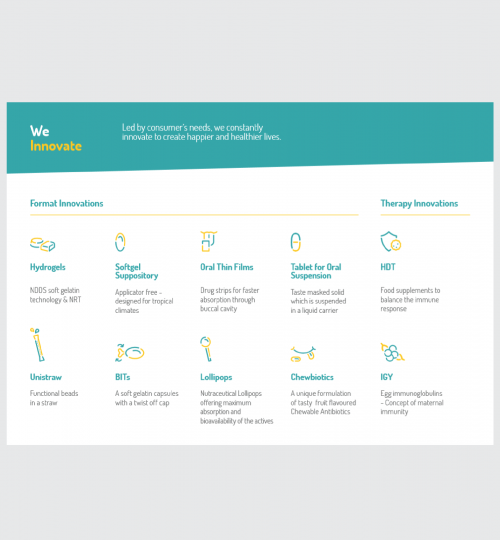 We
Innovate
Led by consumer's needs, we constantly
innovate to create happier and healthier lives.
Format Innovations
Therapy Innovations
Hydrogels
NDDS soft gelatin
technology & NRT
Softgel
Suppository
Applicator free –
designed for tropical
climates
Oral Thin Films
Drug strips for faster
absorption through
buccal cavity
Tablet for Oral
Suspension
Taste masked solid
which is suspended
in a liquid carrier
HDT
Food supplements to
balance the immune
response
Unistraw
Functional beads
in a straw
BITs
A soft gelatin capsules
with a twist off cap
Lollipops
Nutraceutical Lollipops
offering maximum
absorption and
bioavailability of the actives
Chewbiotics
A unique formulation
of tasty fruit flavoured
Chewable Antibiotics
IGY
Egg immunoglobulins
– Concept of maternal
immunity